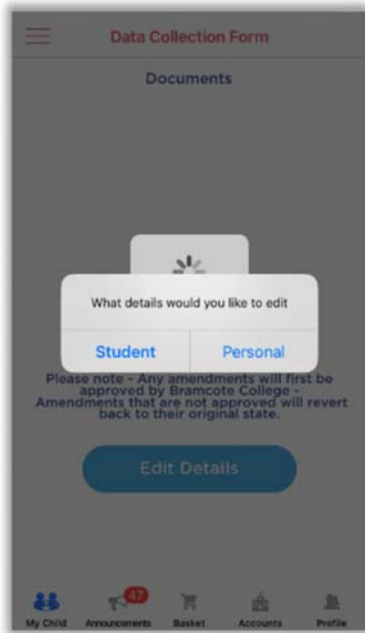 Data Collection Form
Documents
What details would you like to edit
Student Personal
Please note - Any amendments will first be
approved by Bramcote College -
Amendments that are not approved will revert
back to their original state.
Edit Details
47
My Child Announcements Basket Accounts Profile